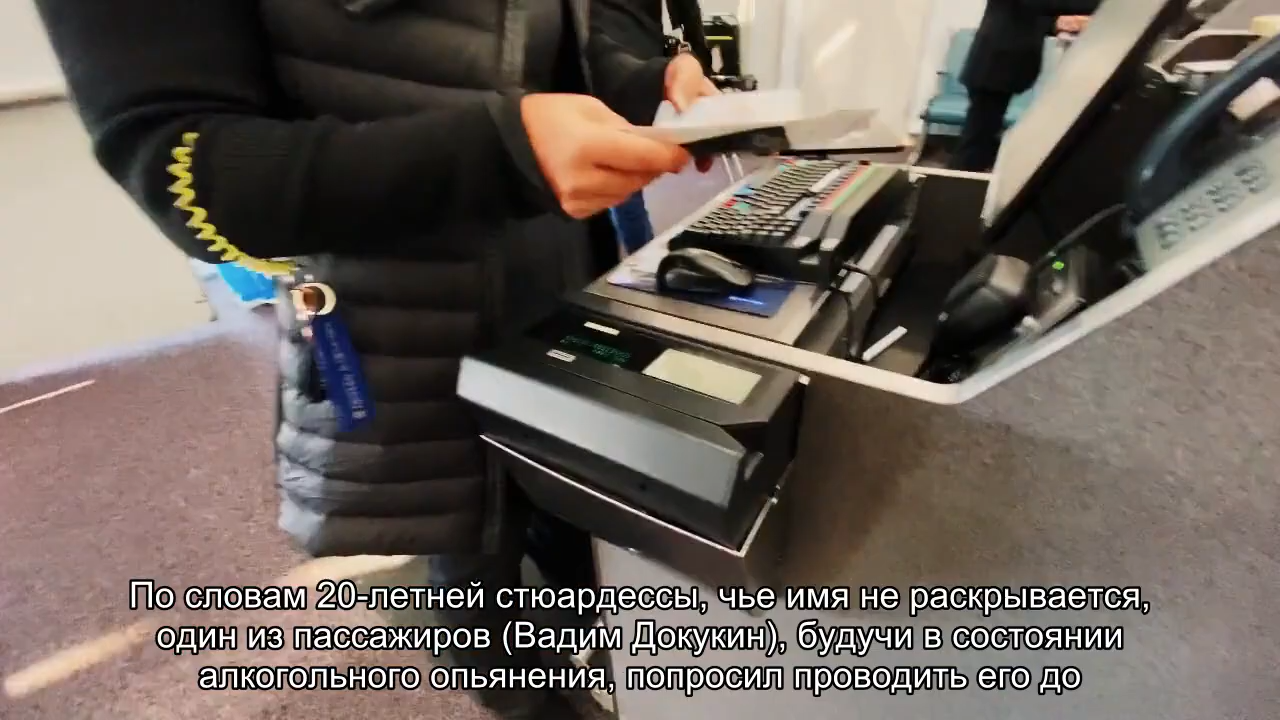 По словам 20-летней стюардессы, чье имя не раскрывается,
один из пассажиров (Вадим Докукин), будучи в состоянии
алкогольного опьянения, попросил проводить его до